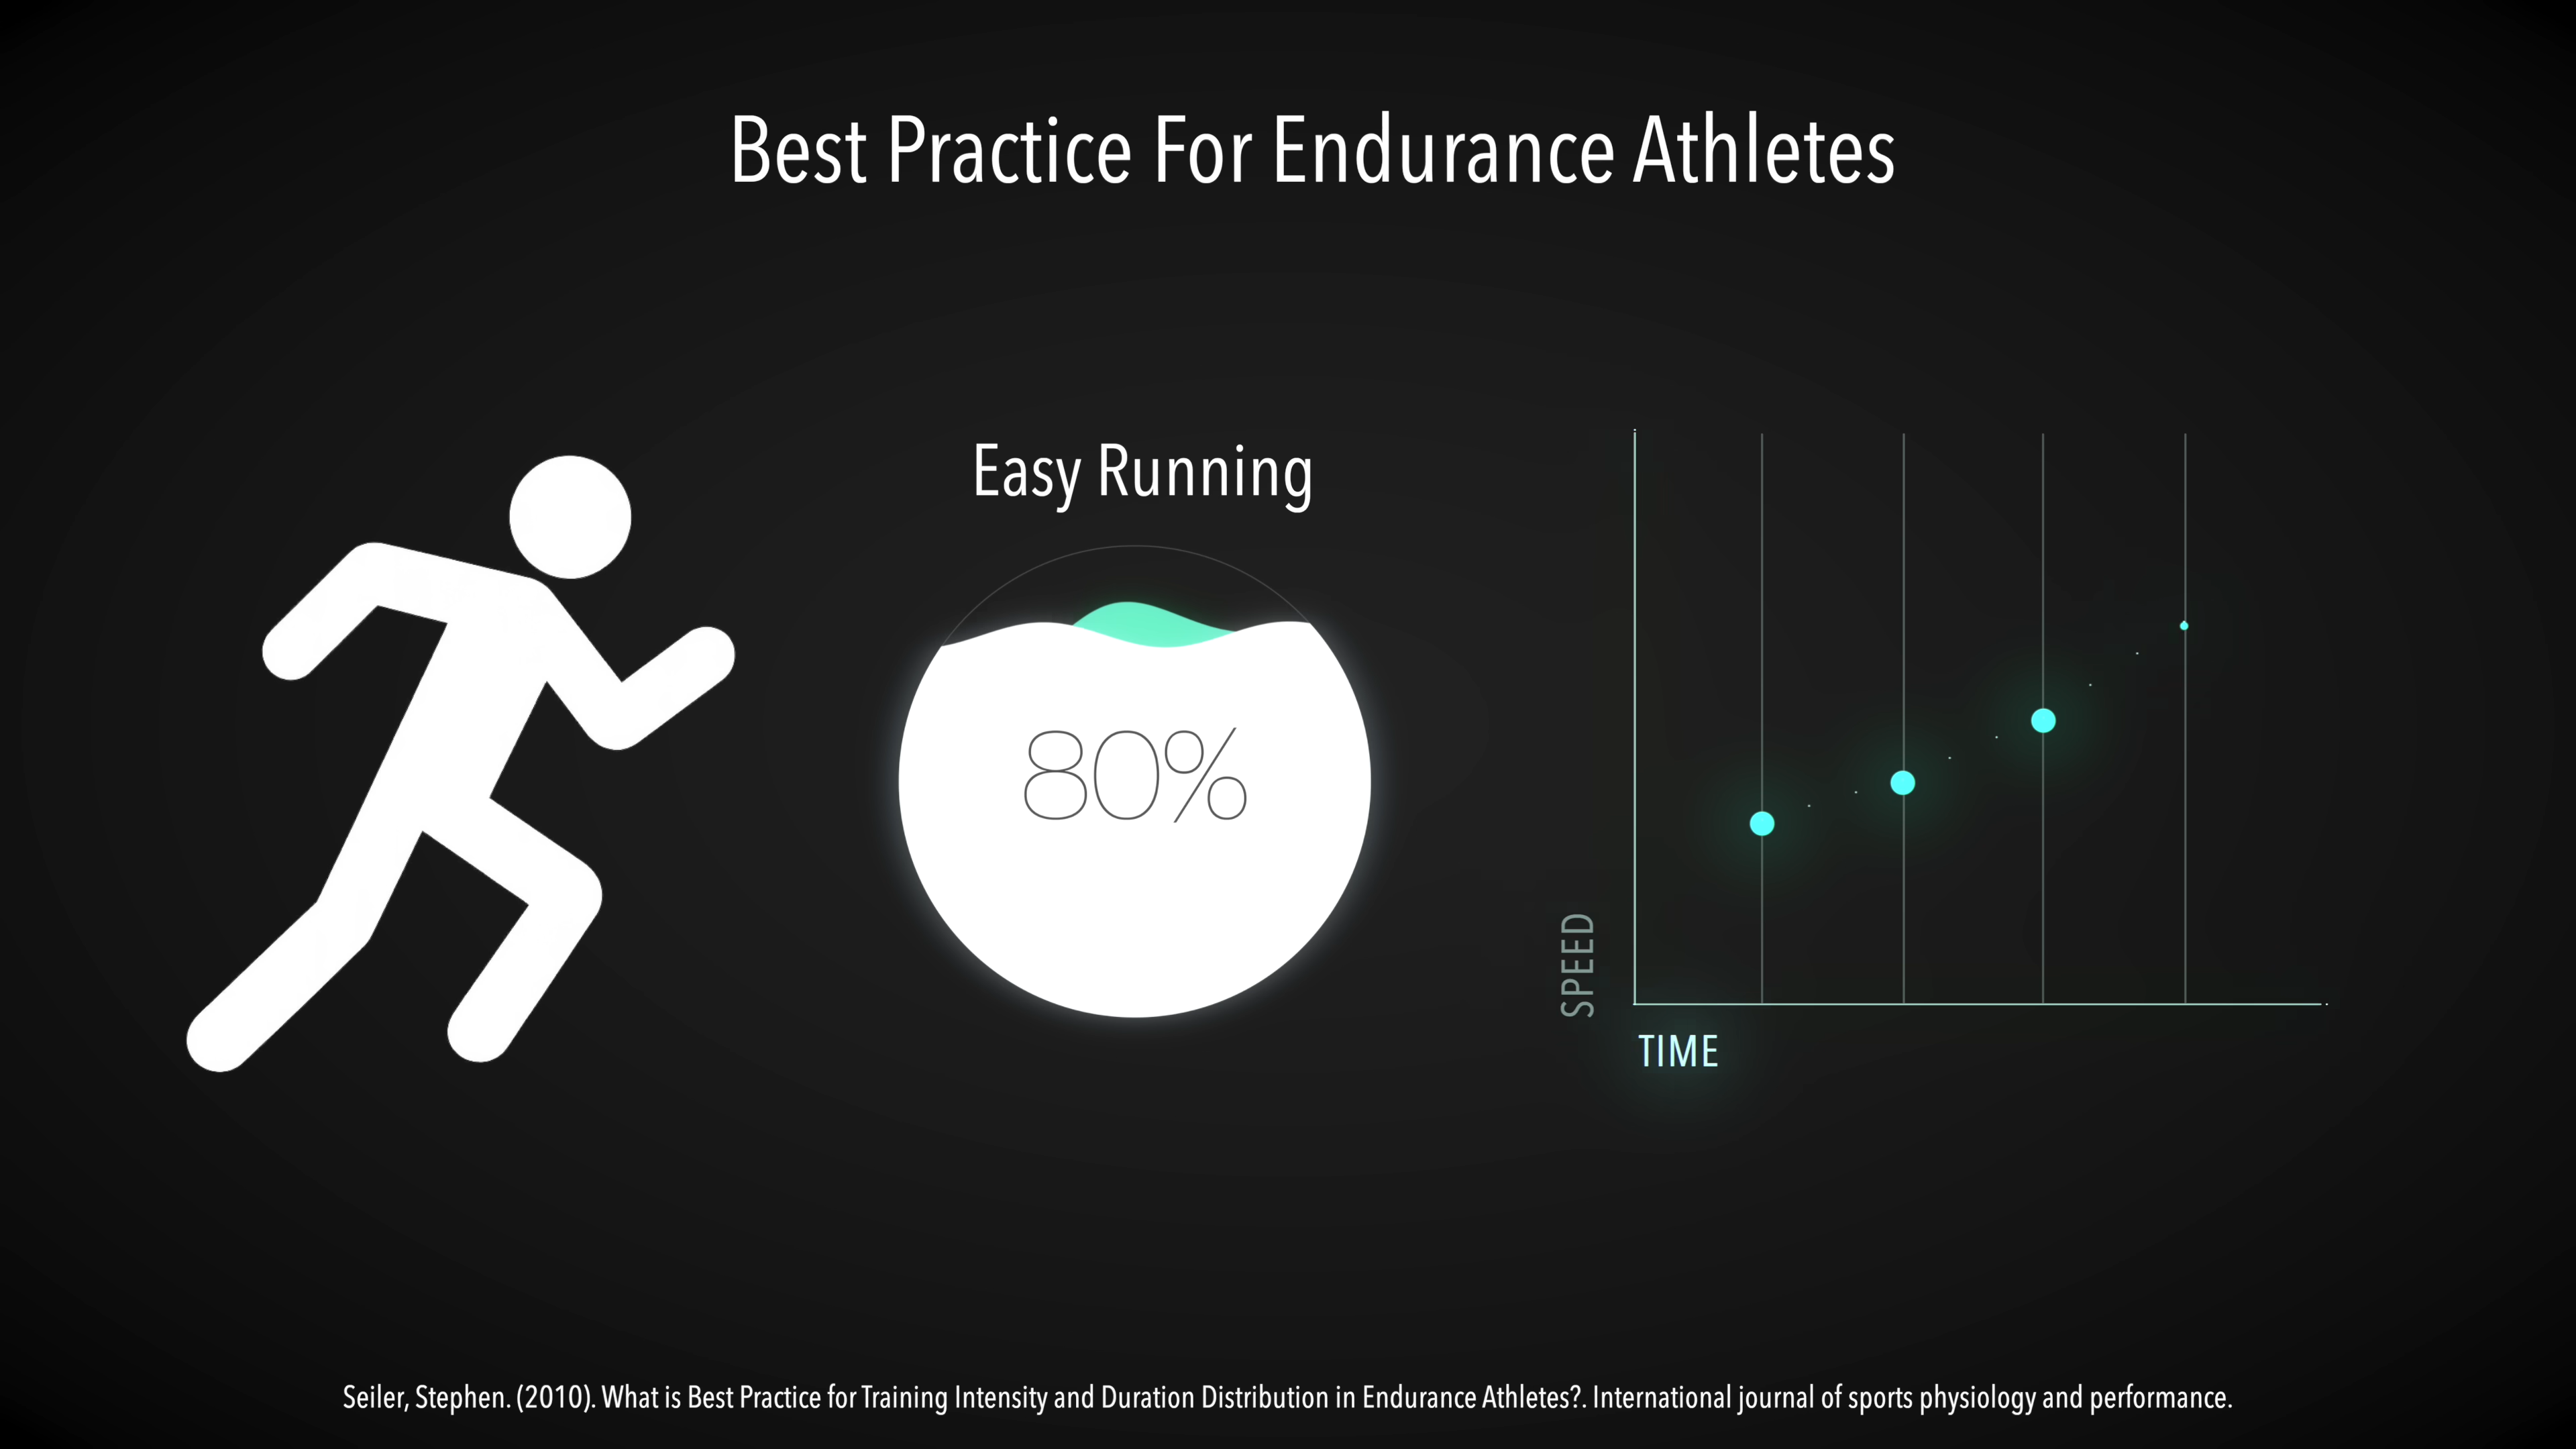 Best Practice For Endurance Athletes
Easy Running
80%
SPEED
TIME
Seiler, Stephen. (2010). What is Best Practice for Training Intensity and Duration Distribution in Endurance Athletes?. International journal of sports physiology and performance.